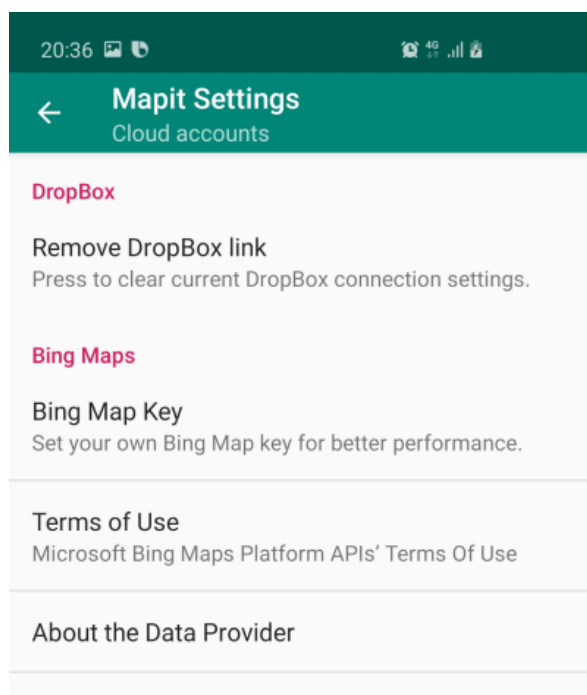 20:36 4G
Mapit Settings
Cloud accounts
DropBox
Remove DropBox link
Press to clear current DropBox connection settings.
Bing Maps
Bing Map Key
Set your own Bing Map key for better performance.
Terms of Use
Microsoft Bing Maps Platform APIs' Terms Of Use
About the Data Provider